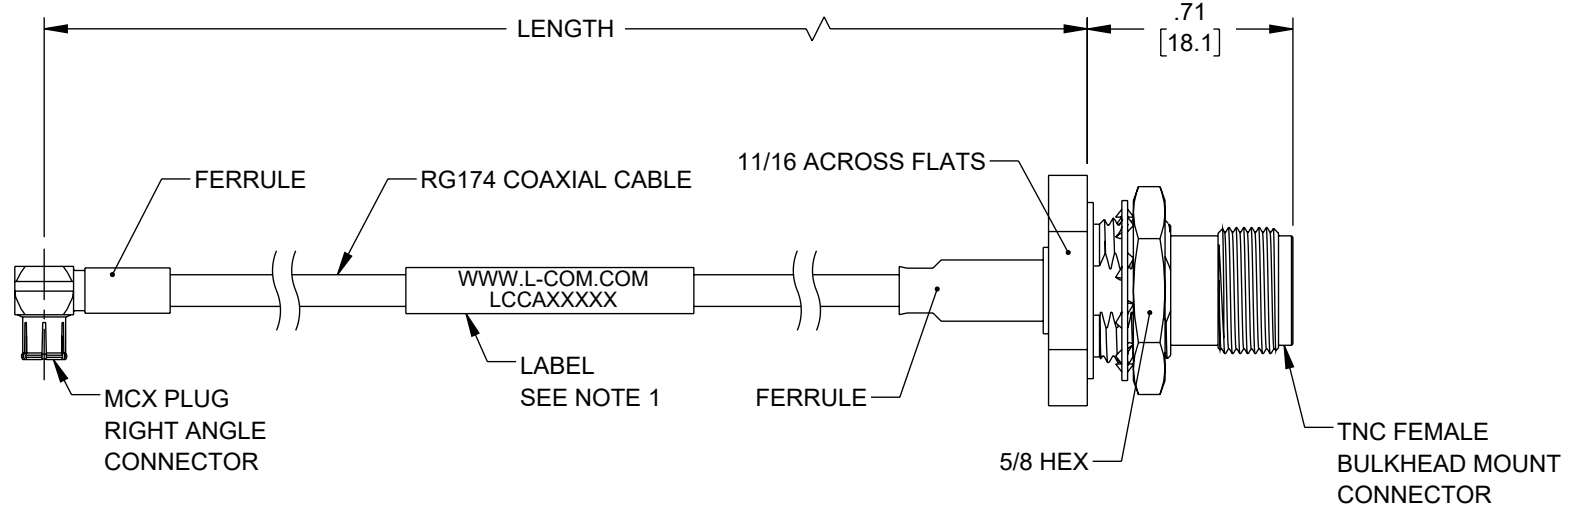 LENGTH
.71
[18.1]
11/16 ACROSS FLATS
FERRULE
RG174 COAXIAL CABLE
WWW.L-COM.COM
LCCAXXXXX
LABEL
SEE NOTE 1
FERRULE
MCX PLUG
RIGHT ANGLE
CONNECTOR
5/8 HEX
TNC FEMALE
BULKHEAD MOUNT
CONNECTOR